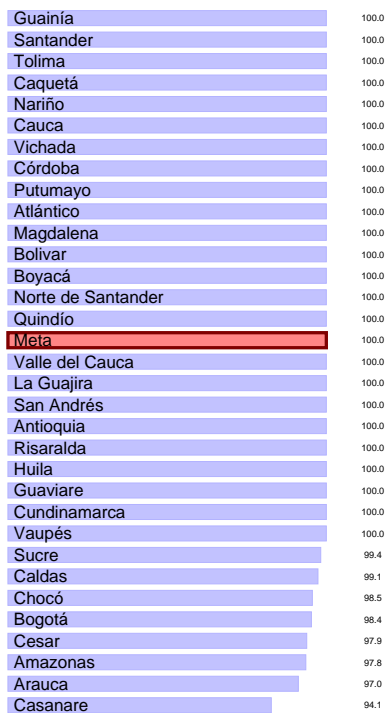 Guainía 100.0
Santander 100.0
Tolima 100.0
Caquetá 100.0
Nariño 100.0
Cauca 100.0
Vichada 100.0
Córdoba 100.0
Putumayo 100.0
Atlántico 100.0
Magdalena 100.0
Bolivar 100.0
Boyacá 100.0
Norte de Santander 100.0
Quindío 100.0
Meta 100.0
Valle del Cauca 100.0
La Guajira 100.0
San Andrés 100.0
Antioquia 100.0
Risaralda 100.0
Huila 100.0
Guaviare 100.0
Cundinamarca 100.0
Vaupés 100.0
Sucre 99.4
Caldas 99.1
Chocó 98.5
Bogotá 98.4
Cesar 97.9
Amazonas 97.8
Arauca 97.0
Casanare 94.1